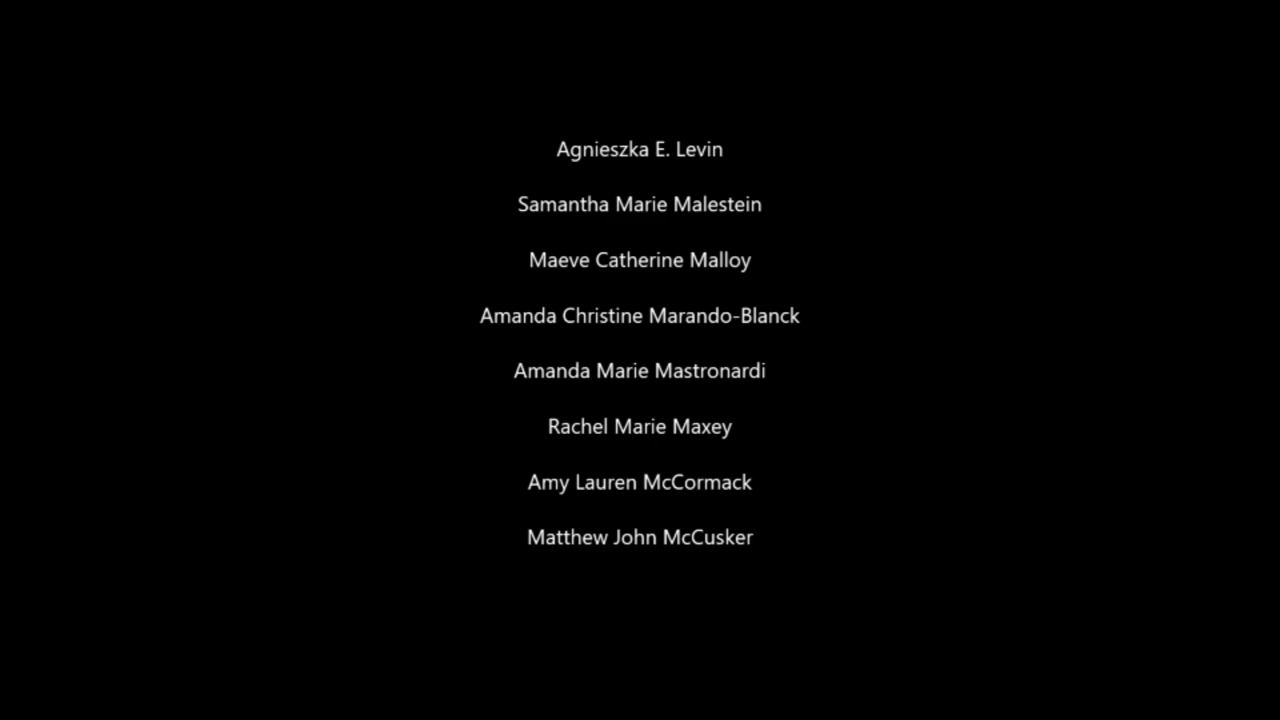 Agnieszka E. Levin
Samantha Marie Malestein
Maeve Catherine Malloy
Amanda Christine Marando-Blanck
Amanda Marie Mastronardi
Rachel Marie Maxey
Amy Lauren McCormack
Matthew John McCusker